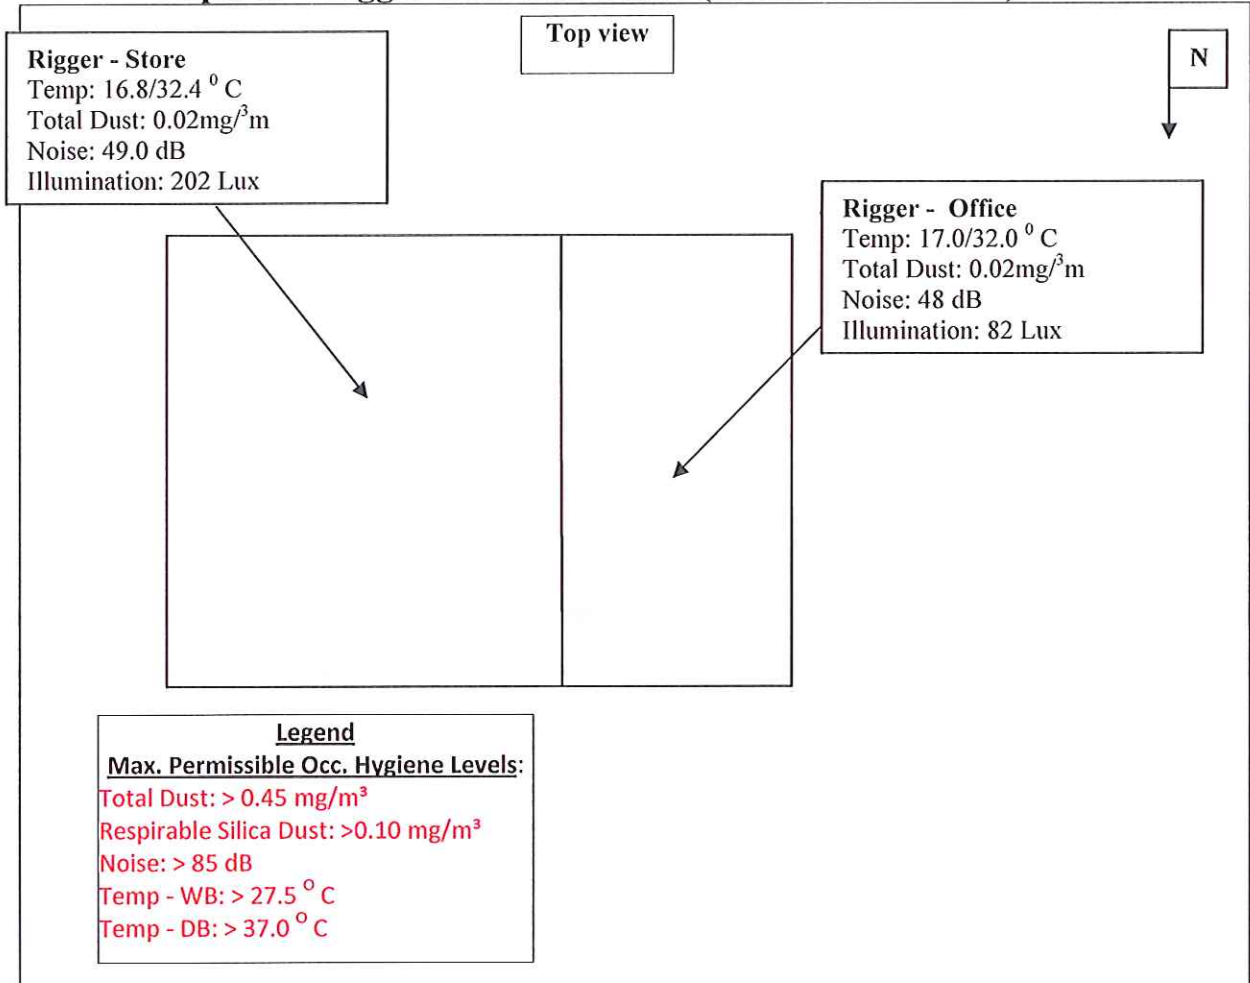 Top view
N
Rigger - Store
Temp: 16.8/32.4 ⁰ C
Total Dust: 0.02mg/³m
Noise: 49.0 dB
Illumination: 202 Lux
Rigger - Office
Temp: 17.0/32.0 ⁰ C
Total Dust: 0.02mg/³m
Noise: 48 dB
Illumination: 82 Lux
Legend
Max. Permissible Occ. Hygiene Levels:
Total Dust: > 0.45 mg/m³
Respirable Silica Dust: >0.10 mg/m³
Noise: > 85 dB
Temp - WB: > 27.5 ⁰ C
Temp - DB: > 37.0 ⁰ C